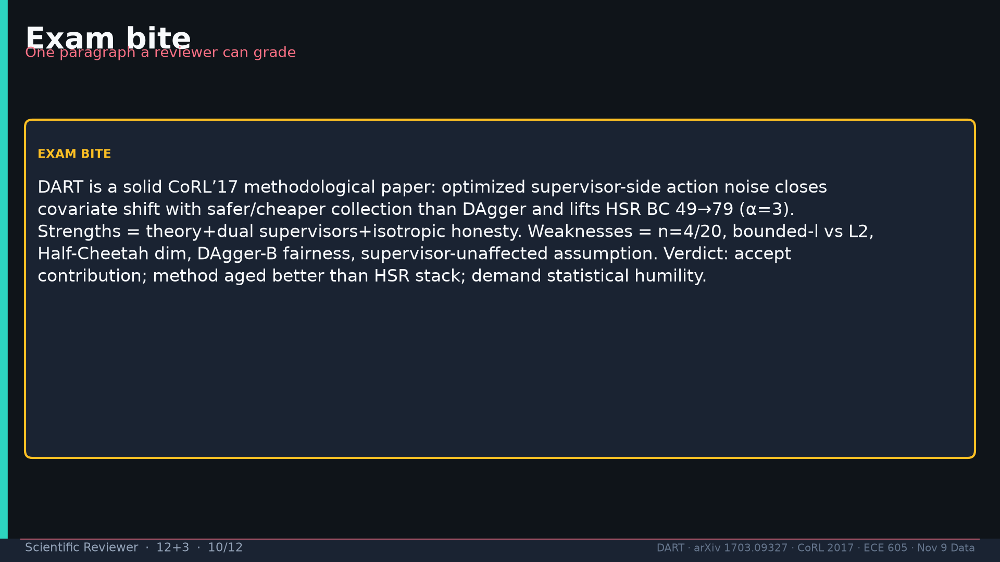 Exam bite
One paragraph a reviewer can grade
EXAM BITE
DART is a solid CoRL’17 methodological paper: optimized supervisor-side action noise closes
covariate shift with safer/cheaper collection than DAgger and lifts HSR BC 49→79 (α=3).
Strengths = theory+dual supervisors+isotropic honesty. Weaknesses = n=4/20, bounded-l vs L2,
Half-Cheetah dim, DAgger-B fairness, supervisor-unaffected assumption. Verdict: accept
contribution; method aged better than HSR stack; demand statistical humility.
Scientific Reviewer · 12+3 · 10/12
DART · arXiv 1703.09327 · CoRL 2017 · ECE 605 · Nov 9 Data